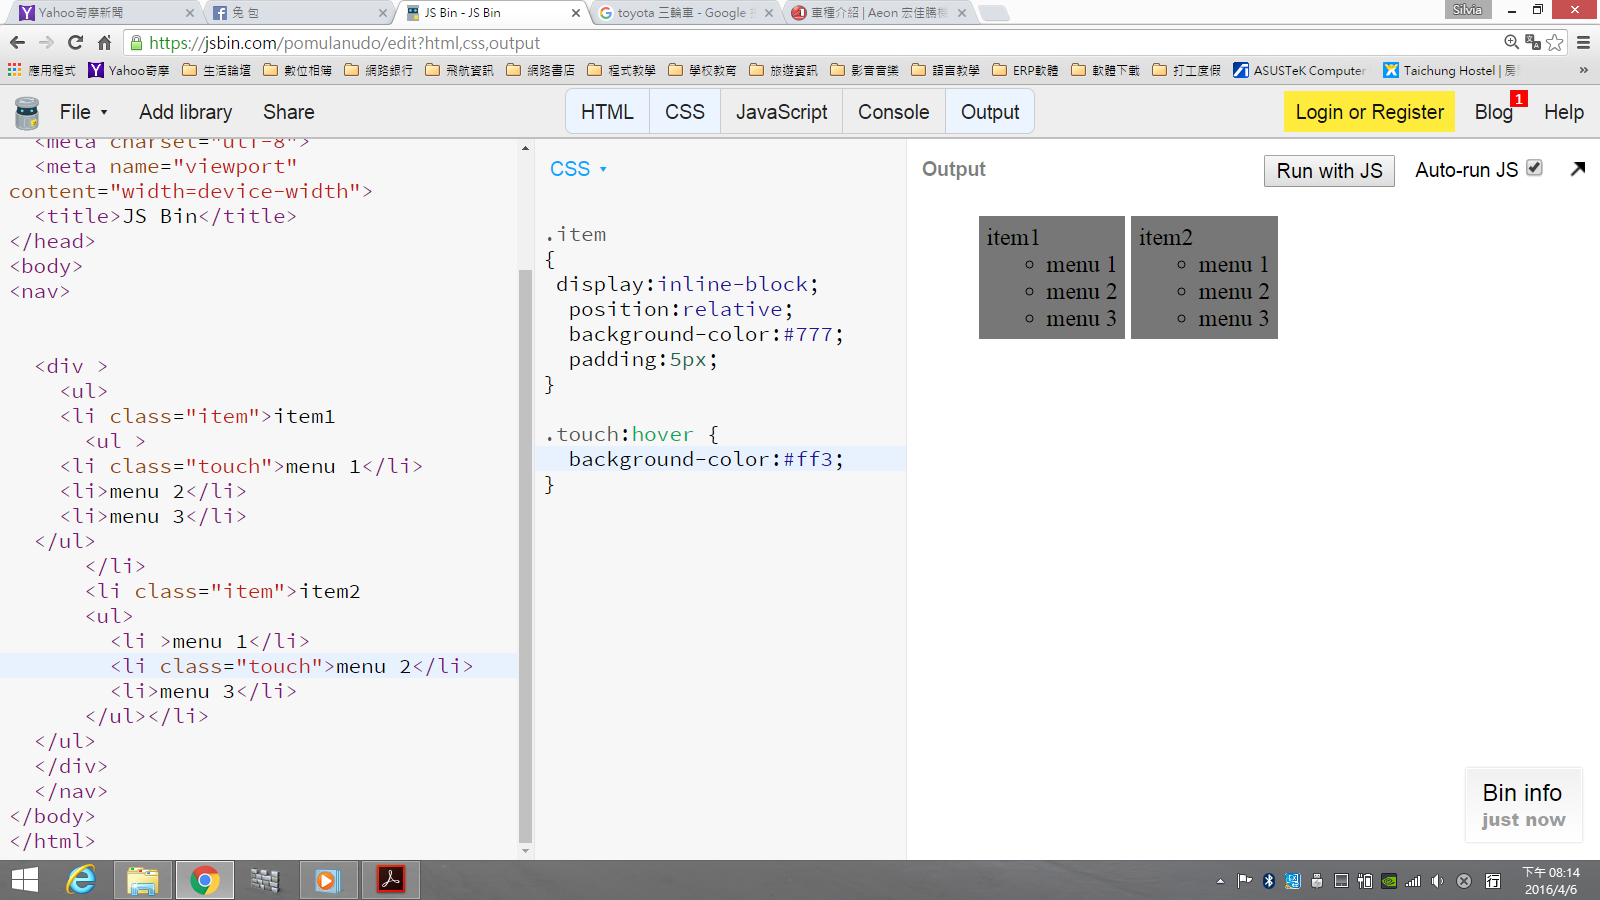 Yahoo奇摩新聞
兔 包
JS Bin - JS Bin
toyota 三輪車 - Google
車種介紹 | Aeon 宏佳騰
Silvia
https://jsbin.com/pomulanudo/edit?html,css,output
應用程式
Yahoo奇摩
生活論壇
數位相簿
網路銀行
飛航資訊
網路書店
程式教學
學校教育
旅遊資訊
影音音樂
語言教學
ERP軟體
軟體下載
打工度假
ASUSTeK Computer
Taichung Hostel |
»
File
Add library
Share
HTML
CSS
JavaScript
Console
Output
Login or Register
Blog
1
Help
<meta charset="utf-8">
<meta name="viewport"
content="width=device-width">
<title>JS Bin</title>
</head>
<body>
<nav>
<div >
<ul>
<li class="item">item1
<ul >
<li class="touch">menu 1</li>
<li>menu 2</li>
<li>menu 3</li>
</ul>
</li>
<li class="item">item2
<ul>
<li >menu 1</li>
<li class="touch">menu 2</li>
<li>menu 3</li>
</ul></li>
</ul>
</div>
</nav>
</body>
</html>
CSS
.item
{
display:inline-block;
position:relative;
background-color:#777;
padding:5px;
}
.touch:hover {
background-color:#ff3;
}
Output
Run with JS
Auto-run JS
item1
menu 1
menu 2
menu 3
item2
menu 1
menu 2
menu 3
Bin info
just now
下午 08:14
2016/4/6